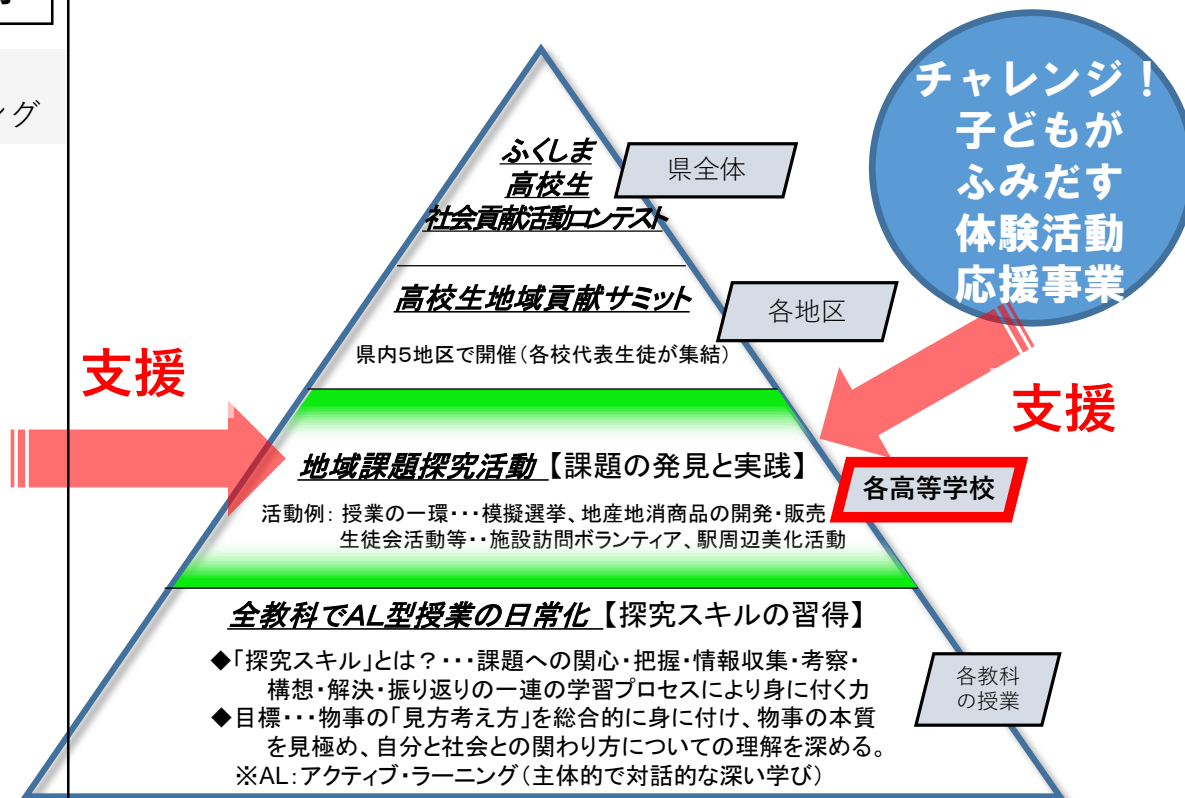 ング
チャレンジ！
子どもが
ふみだす
体験活動
応援事業
ふくしま
高校生
社会貢献活動コンテスト
県全体
高校生地域貢献サミット
各地区
県内５地区で開催（各校代表生徒が集結）
支援
支援
地域課題探究活動【課題の発見と実践】
各高等学校
活動例：授業の一環・・・模擬選挙、地産地消商品の開発・販売
生徒会活動等・・施設訪問ボランティア、駅周辺美化活動
全教科でＡＬ型授業の日常化【探究スキルの習得】
◆「探究スキル」とは？・・・課題への関心・把握・情報収集・考察・
構想・解決・振り返りの一連の学習プロセスにより身に付く力
◆目標・・・物事の「見方考え方」を総合的に身に付け、物事の本質
を見極め、自分と社会との関わり方についての理解を深める。
※AL：アクティブ・ラーニング（主体的で対話的な深い学び）
各教科
の授業